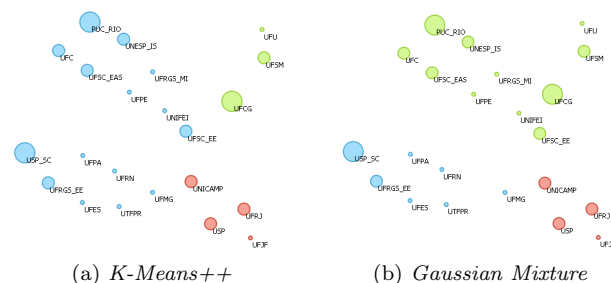 PUC_RIO
UNESP_IS
UFC
UFSC_EAS
UFRGS_MI
UFPE
UNIFEI
UFSC_EE
UFU
UFSM
UFCG
USP_SC
UFPA
UFRN
UFRGS_EE
UFES
UTFPR
UFMG
UNICAMP
UFRJ
USP
UFJF
(a) K-Means++
PUC_RIO
UNESP_IS
UFC
UFSC_EAS
UFRGS_MI
UFPE
UNIFEI
UFSC_EE
UFU
UFSM
UFCG
USP_SC
UFPA
UFRN
UFRGS_EE
UFES
UTFPR
UFMG
UNICAMP
UFRJ
USP
(b) Gaussian Mixture